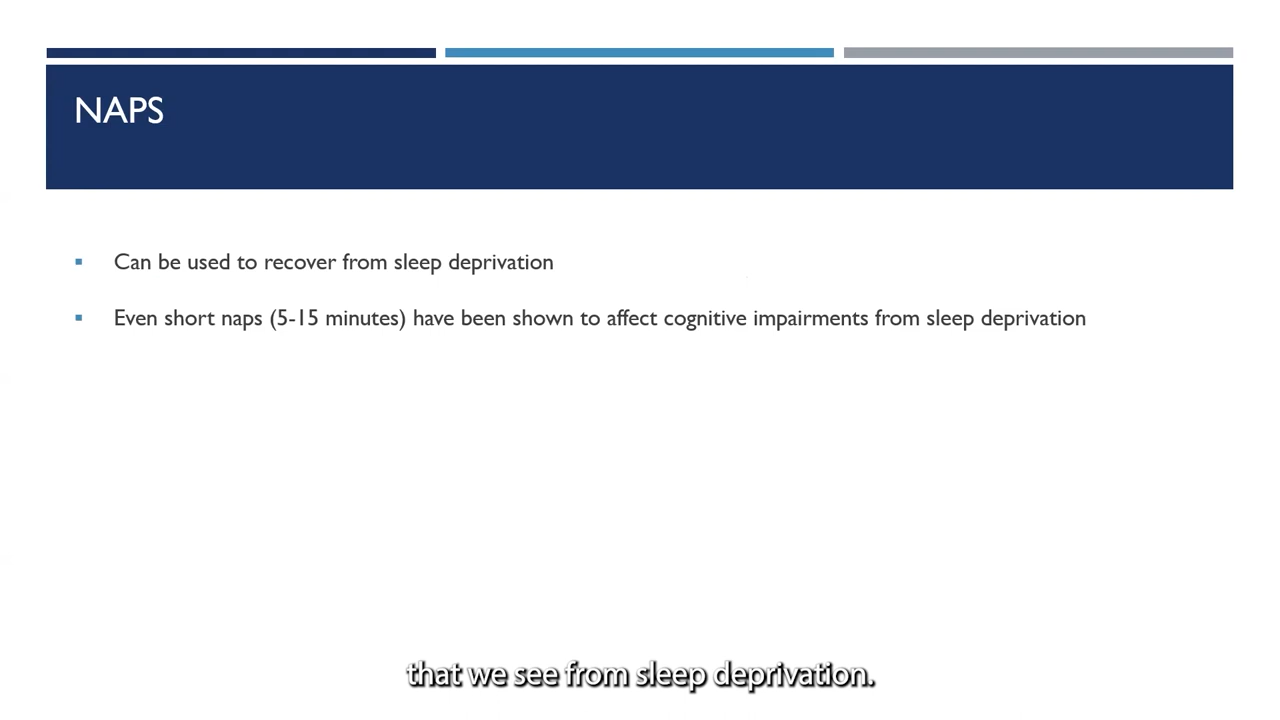 NAPS
▪ Can be used to recover from sleep deprivation
▪ Even short naps (5-15 minutes) have been shown to affect cognitive impairments from sleep deprivation
that we see from sleep deprivation.